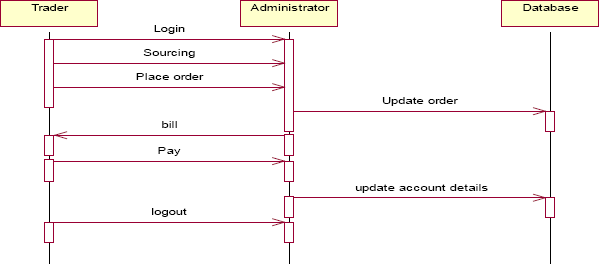 Trader
Administrator
Database
Login
Sourcing
Place order
Update order
bill
Pay
update account details
logout